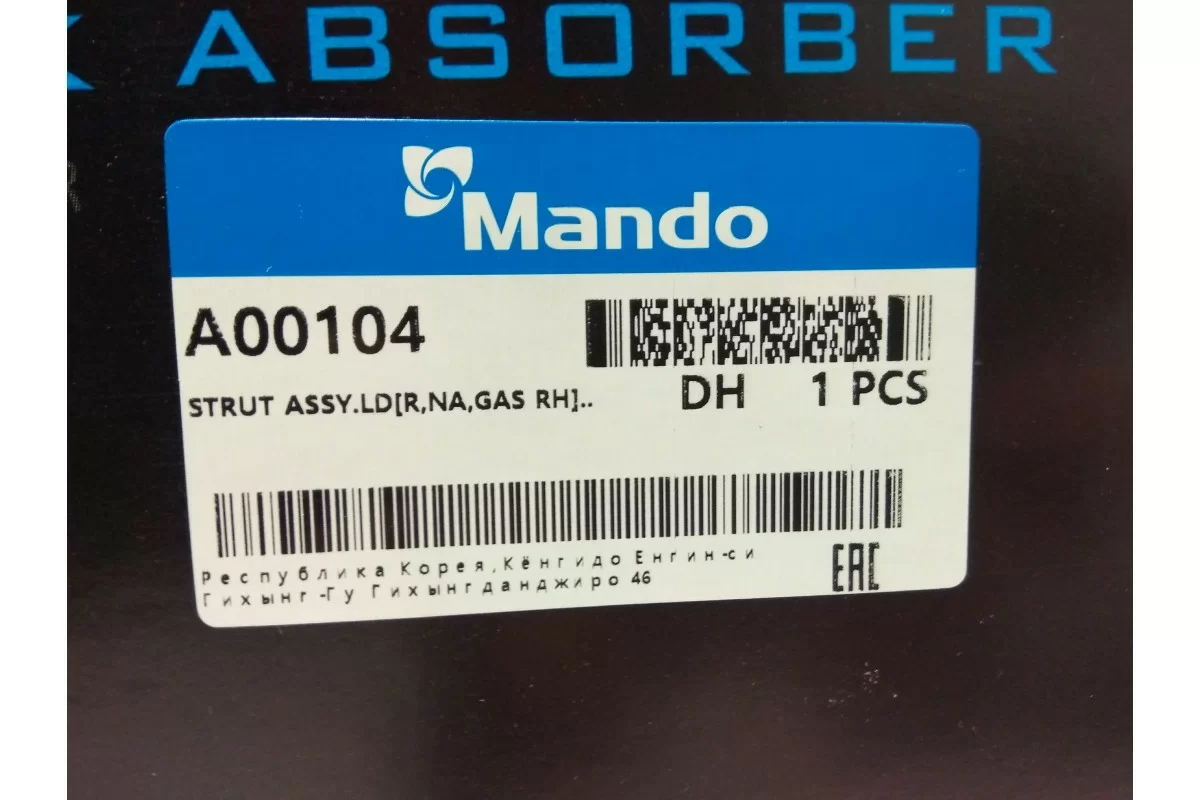 ABSORBER
Mando
A00104
STRUT ASSY.LD[R,NA,GAS RH]..
DH 1 PCS
Республика Корея,Кёнгидо Енгин-си
Гихынг-Гу Гихынгданджиро 46
EAC